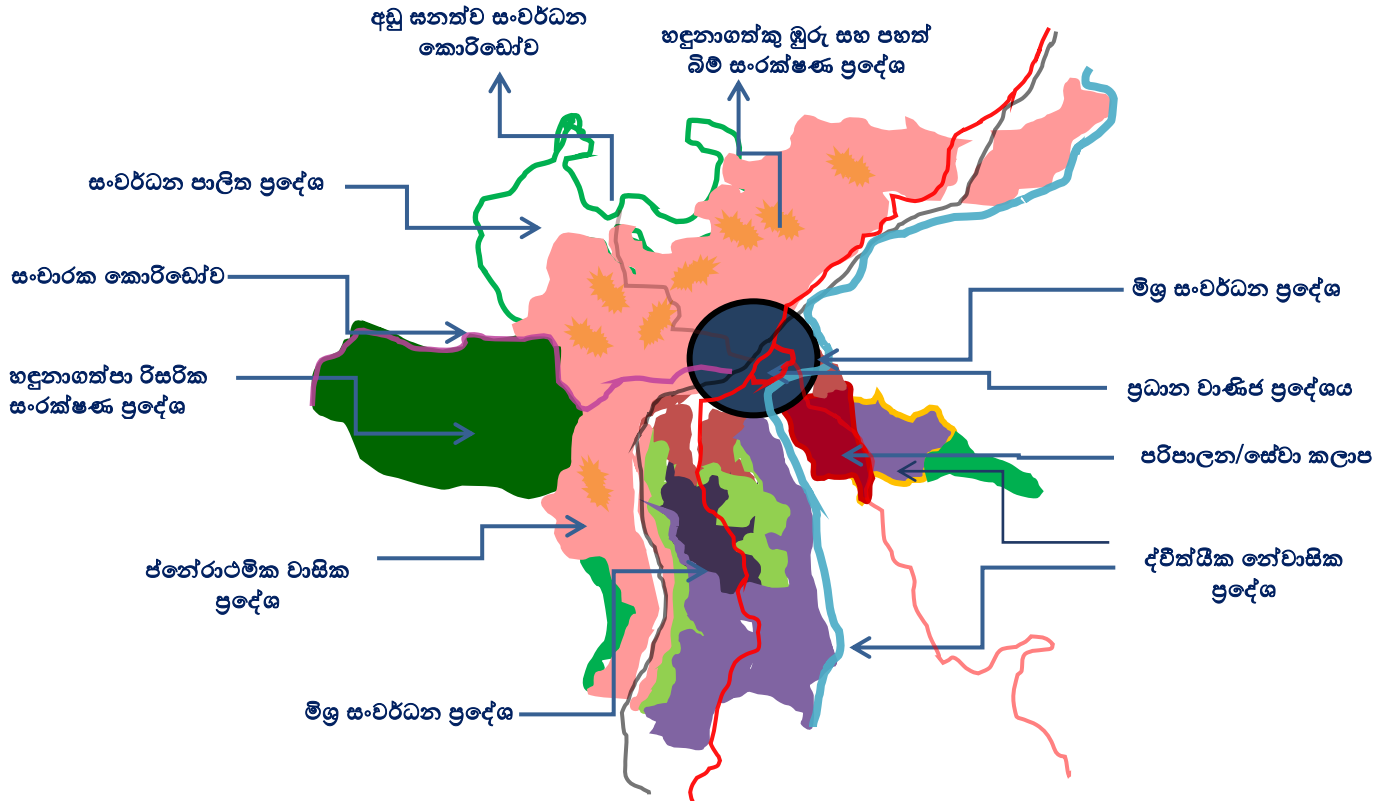 අඩු ඝනත්ව සංවර්ධන
කොරිඩෝව
හඳුනාගත්කු ඹුරු සහ පහත්
බිම් සංරක්ෂණ ප්‍රදේශ
සංවර්ධන පාලිත ප්‍රදේශ
සංචාරක කොරිඩෝව
මිශ්‍ර සංවර්ධන ප්‍රදේශ
හඳුනාගත්පා රිසරික
සංරක්ෂණ ප්‍රදේශ
ප්‍රධාන වාණිජ ප්‍රදේශය
පරිපාලන/සේවා කලාප
ප්නේරාථමික වාසික
ප්‍රදේශ
ද්වීත්යීක නේවාසික
ප්‍රදේශ
මිශ්‍ර සංවර්ධන ප්‍රදේශ